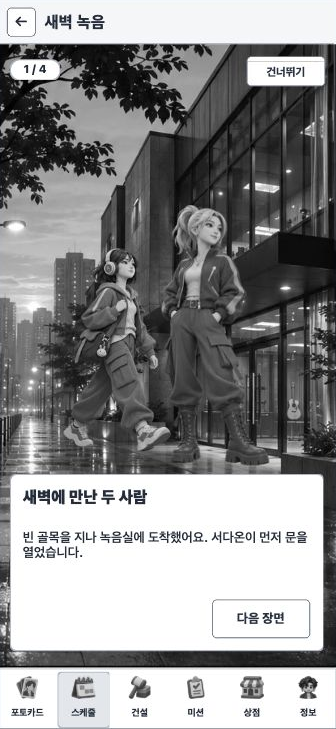 새벽 녹음
1 / 4
건너뛰기
새벽에 만난 두 사람
빈 골목을 지나 녹음실에 도착했어요. 서다온이 먼저 문을
열었습니다.
다음 장면
포토카드
스케줄
건설
미션
상점
정보